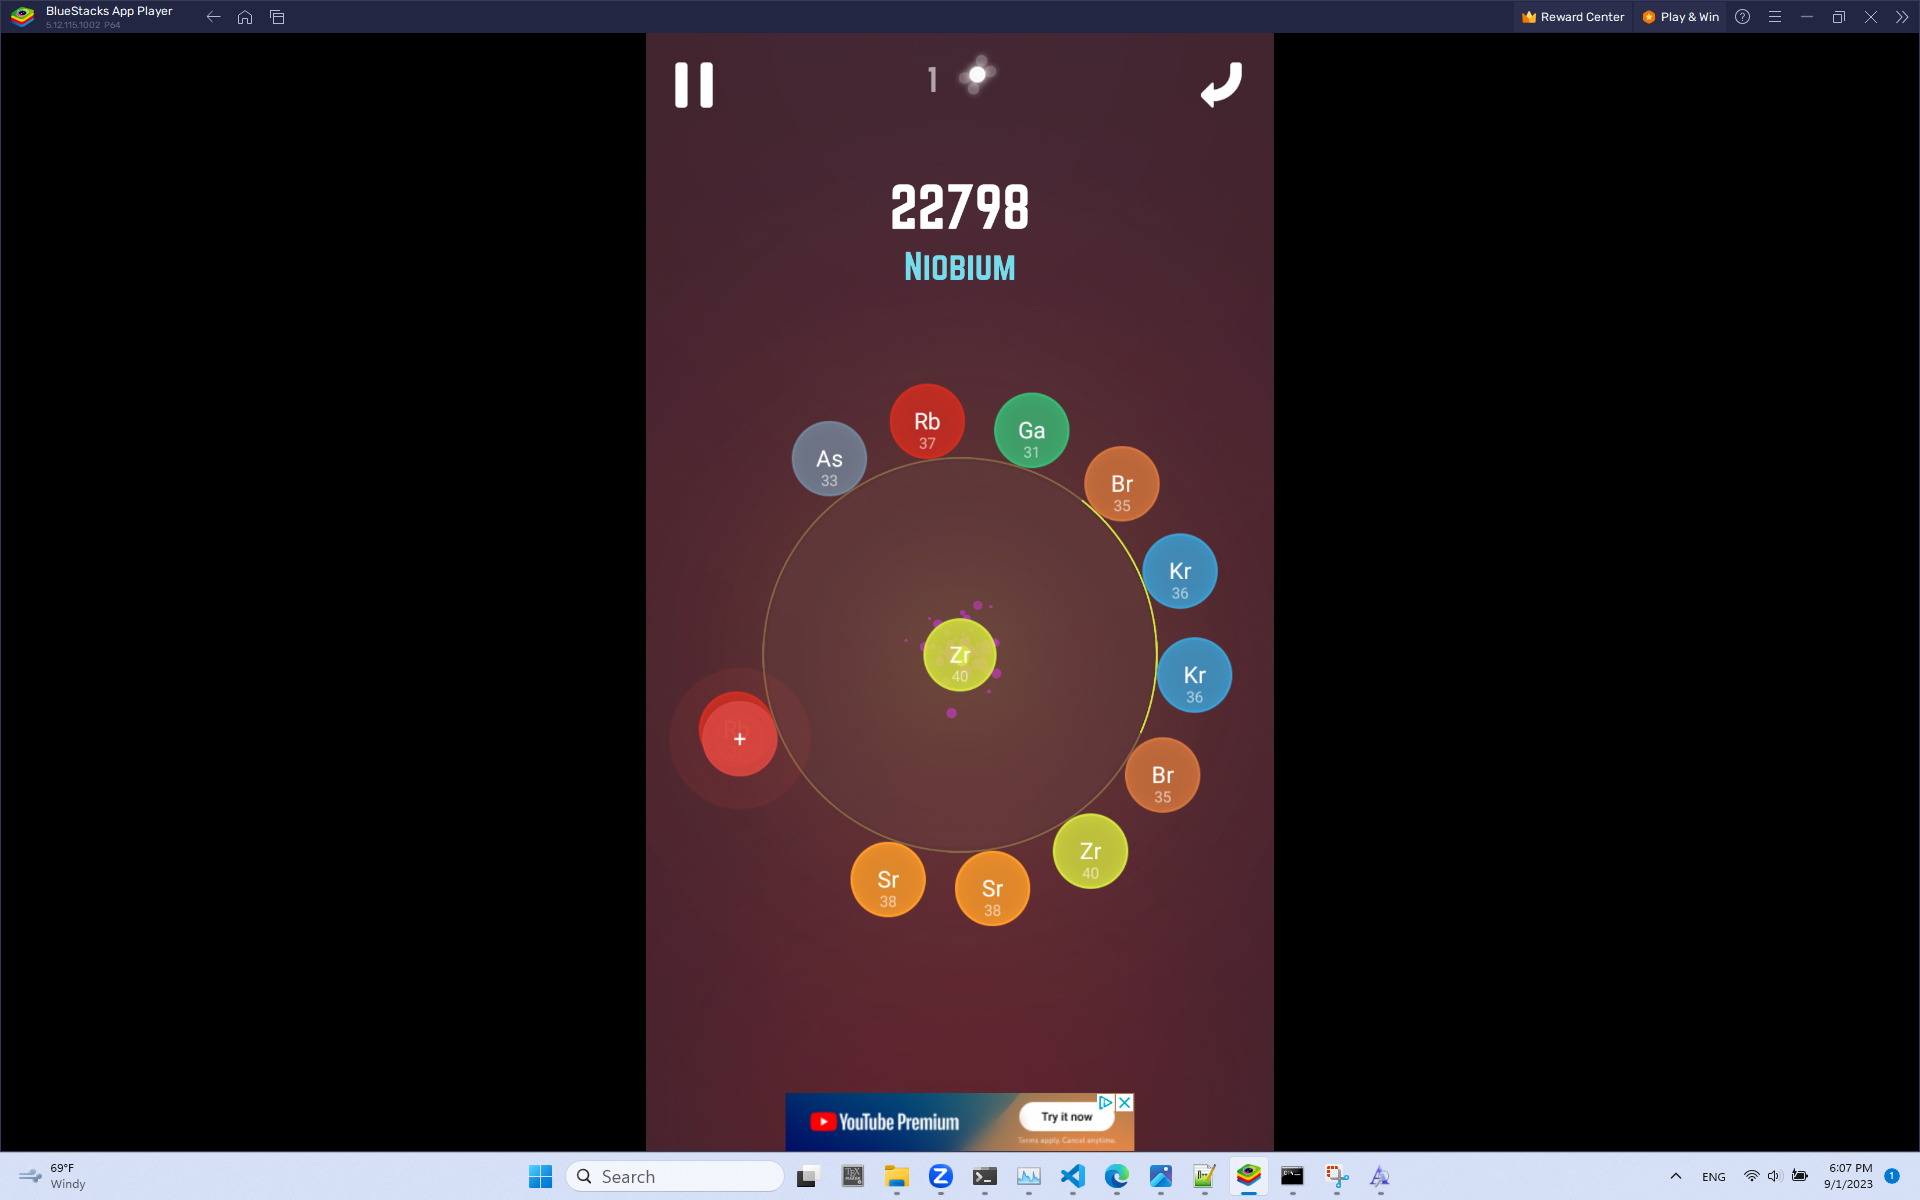 BlueStacks App Player
5.12.115.1002 P64
Reward Center
Play & Win
1
22798
NIOBIUM
Rb
37
Ga
31
As
33
Br
35
Kr
36
Zr
40
Kr
36
+
Br
35
Zr
40
Sr
38
Sr
38
YouTube Premium
Try it now
Terms apply. Cancel anytime.
69°F
Windy
Search
ENG
6:07 PM
9/1/2023
1